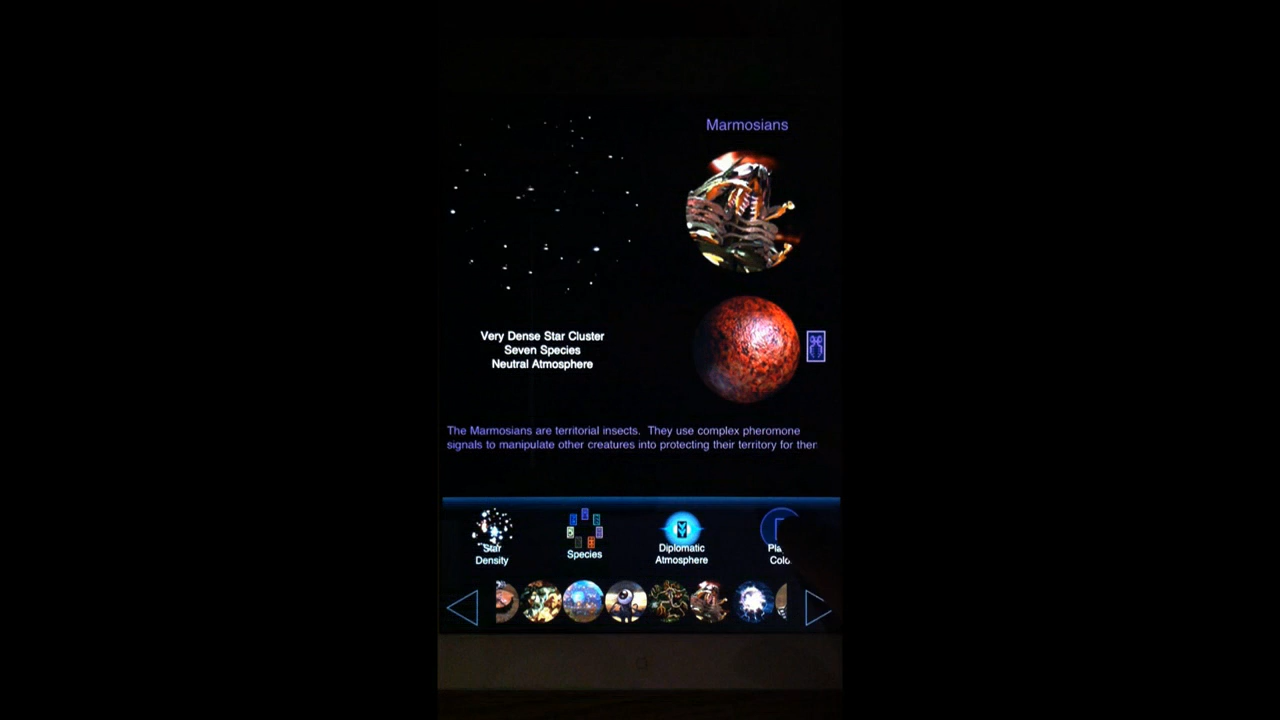 Marmosians
Very Dense Star Cluster
Seven Species
Neutral Atmosphere
The Marmosians are territorial insects. They use complex pheromone
signals to manipulate other creatures into protecting their territory for
Star
Density
Species
Diplomatic
Atmosphere